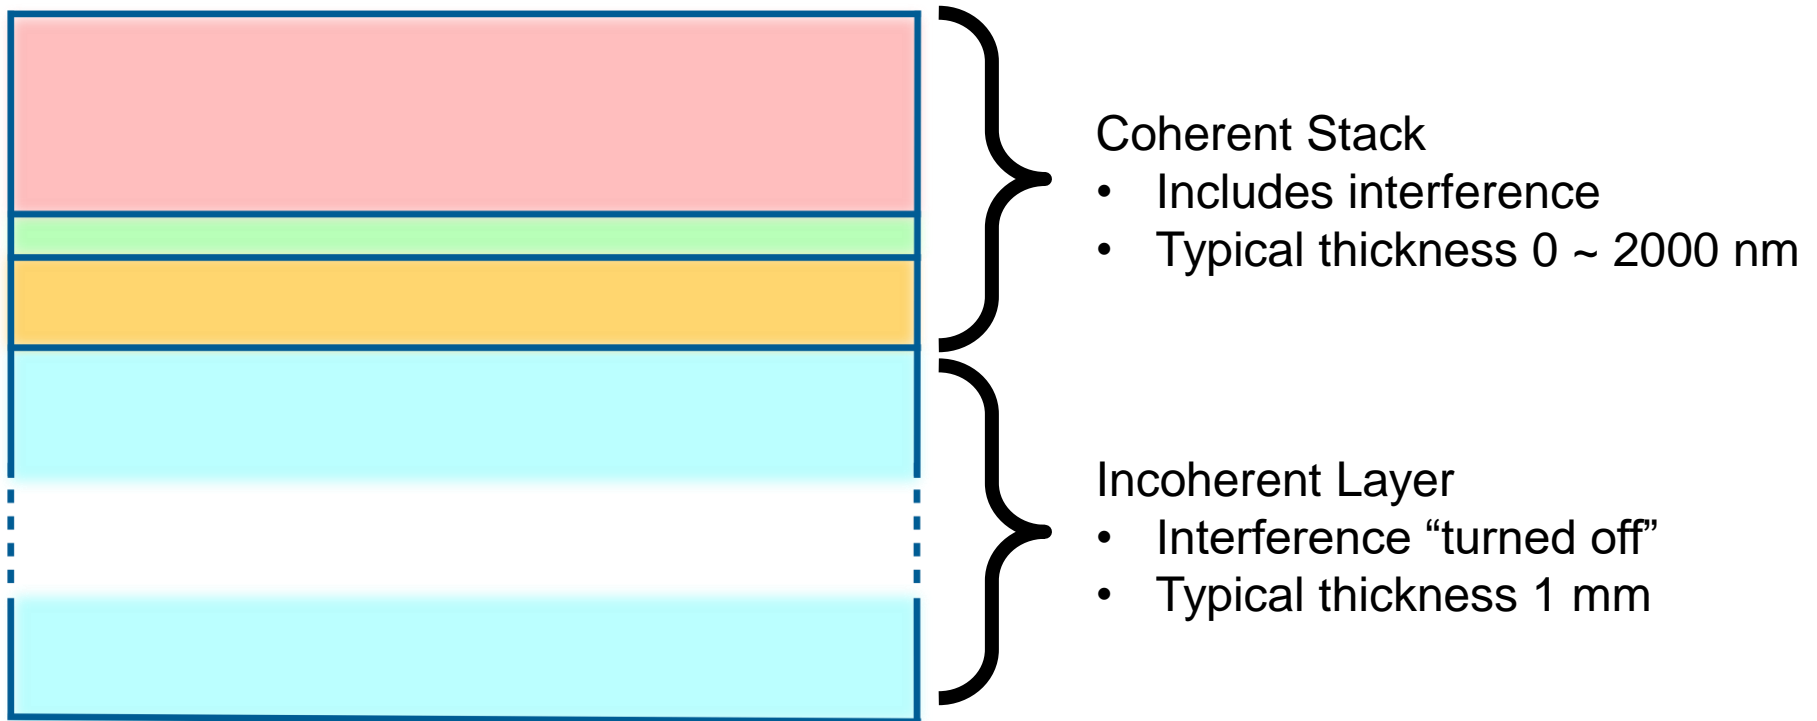 Coherent Stack
• Includes interference
• Typical thickness 0 ~ 2000 nm
Incoherent Layer
• Interference “turned off”
• Typical thickness 1 mm